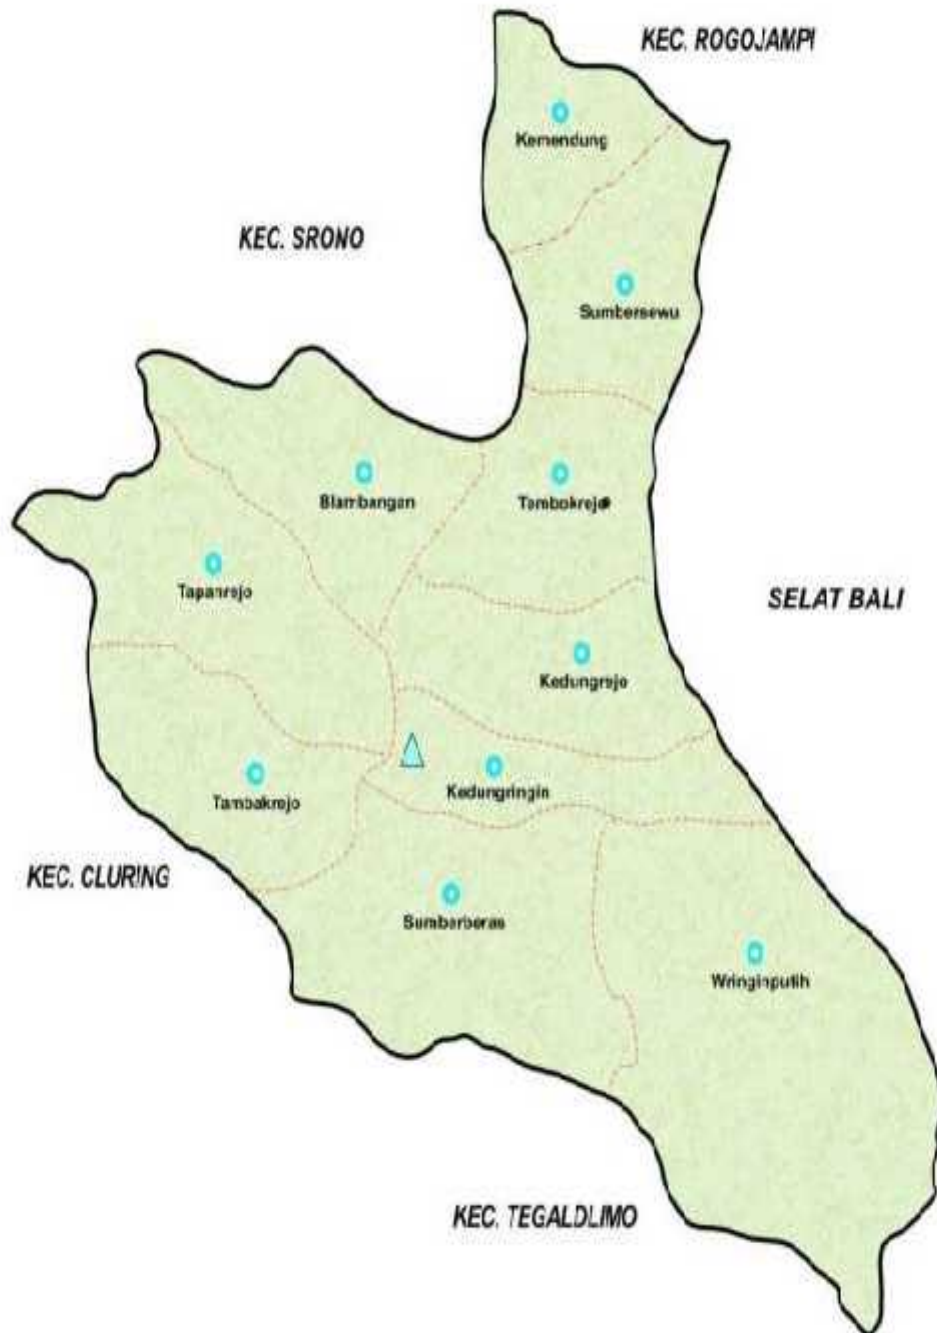 KEC. ROGOJAMPI
Kemendung
KEC. SRONO
Sumbersewu
Blambangan
Tembokrejo
Tapanrejo
SELAT BALI
Kedungrejo
Kedungringin
Tambakrejo
KEC. CLURING
Sumberberas
Wringinputih
KEC. TEGALDLIMO